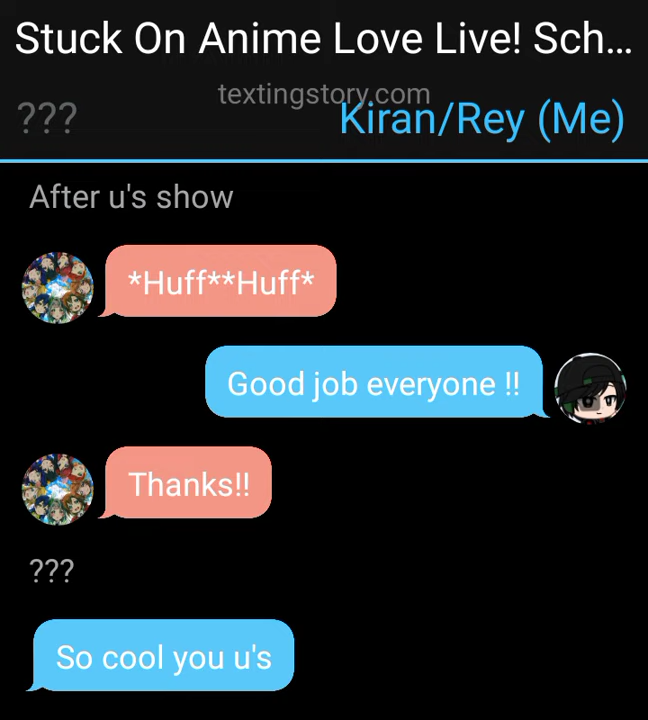 Stuck On Anime Love Live! Sch...
textingstory.com
??? Kiran/Rey (Me)
After u's show
*Huff**Huff*
Good job everyone !!
Thanks!!
???
So cool you u's